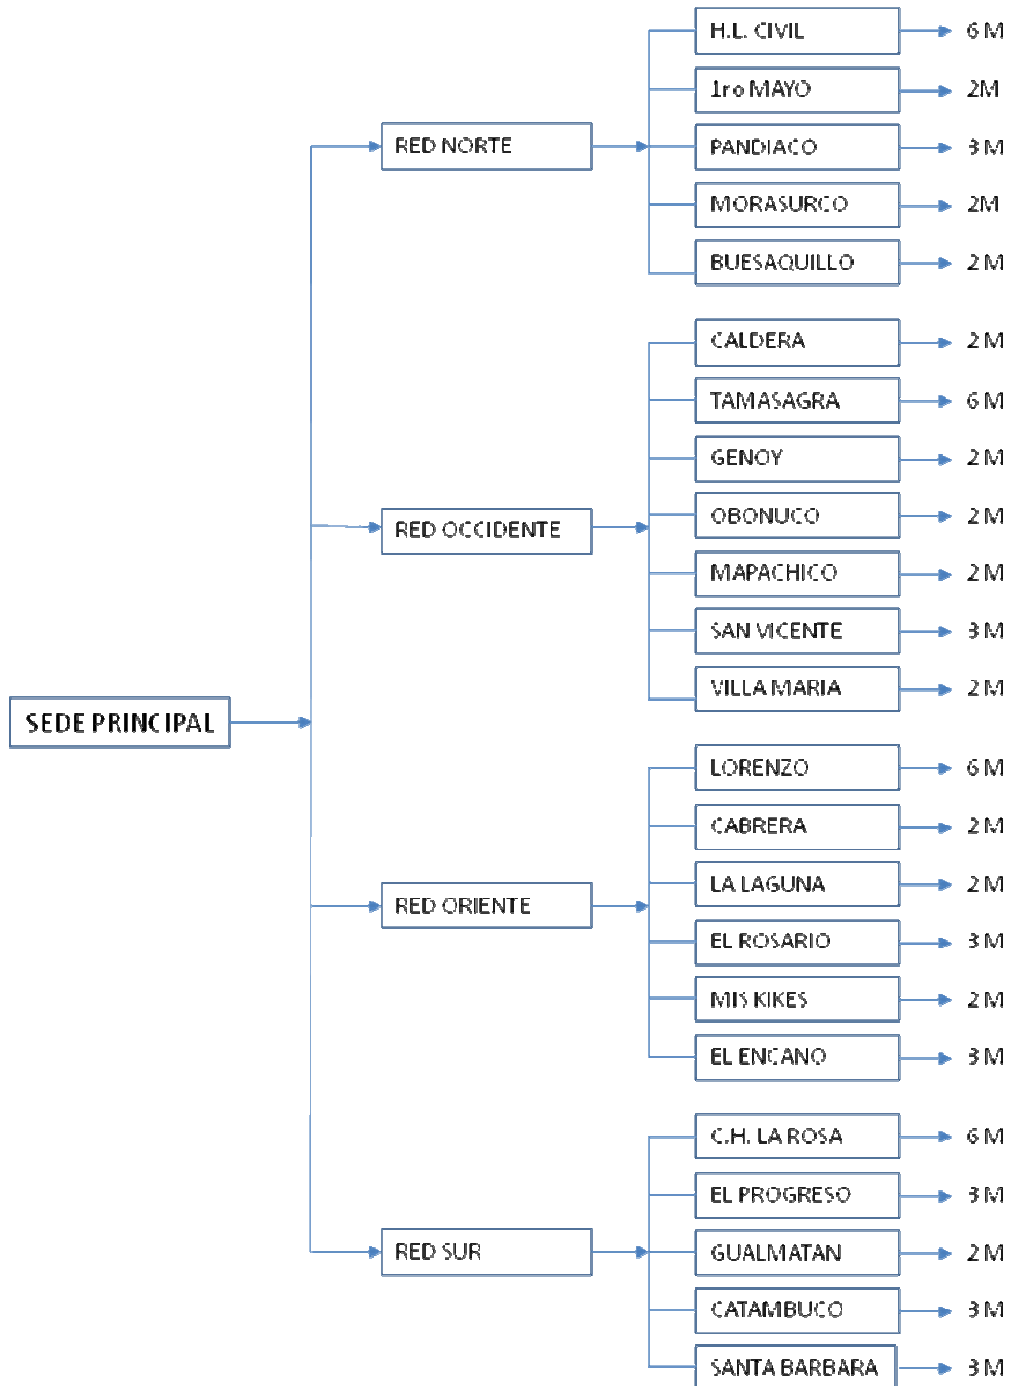 H.L. CIVIL 6 M
1ro MAYO 2M
RED NORTE
PANDIACO 3 M
MORASURCO 2M
BUESAQUILLO 2 M
CALDERA 2 M
TAMASAGRA 6 M
GENOY 2 M
OBONUCO 2 M
RED OCCIDENTE
MAPACHICO 2 M
SAN VICENTE 3 M
VILLA MARIA 2 M
SEDE PRINCIPAL
LORENZO 6 M
CABRERA 2 M
LA LAGUNA 2 M
RED ORIENTE
EL ROSARIO 3 M
MIS KIKES 2 M
EL ENCANO 3 M
C.H. LA ROSA 6 M
EL PROGRESO 3 M
RED SUR
GUALMATAN 2 M
CATAMBUCO 3 M
SANTA BARBARA 3 M